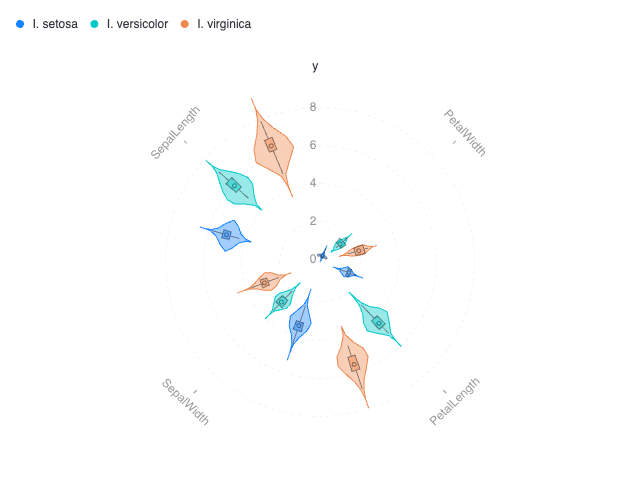 I. setosa I. versicolor I. virginica
y
SepalLength
PetalWidth
8
6
4
2
0
SepalWidth
PetalLength